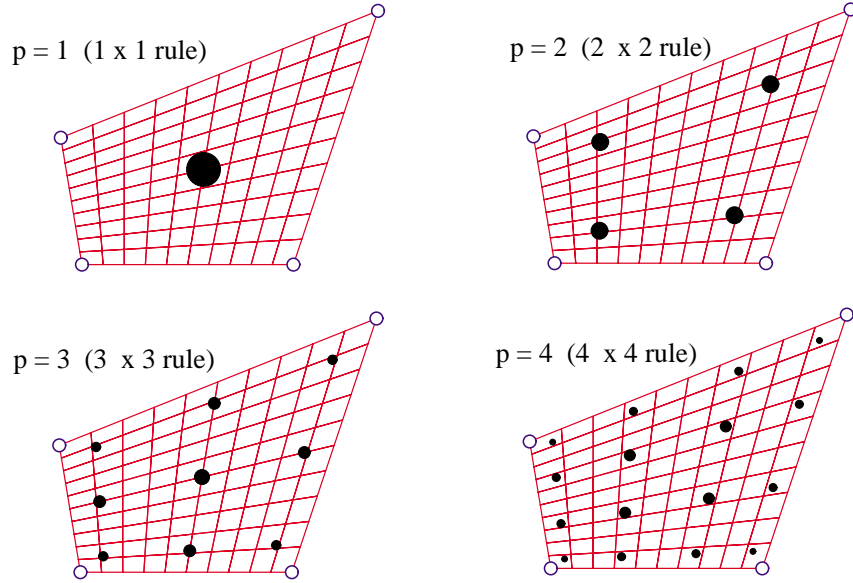 p = 1 (1 x 1 rule)
p = 2 (2 x 2 rule)
p = 3 (3 x 3 rule)
p = 4 (4 x 4 rule)